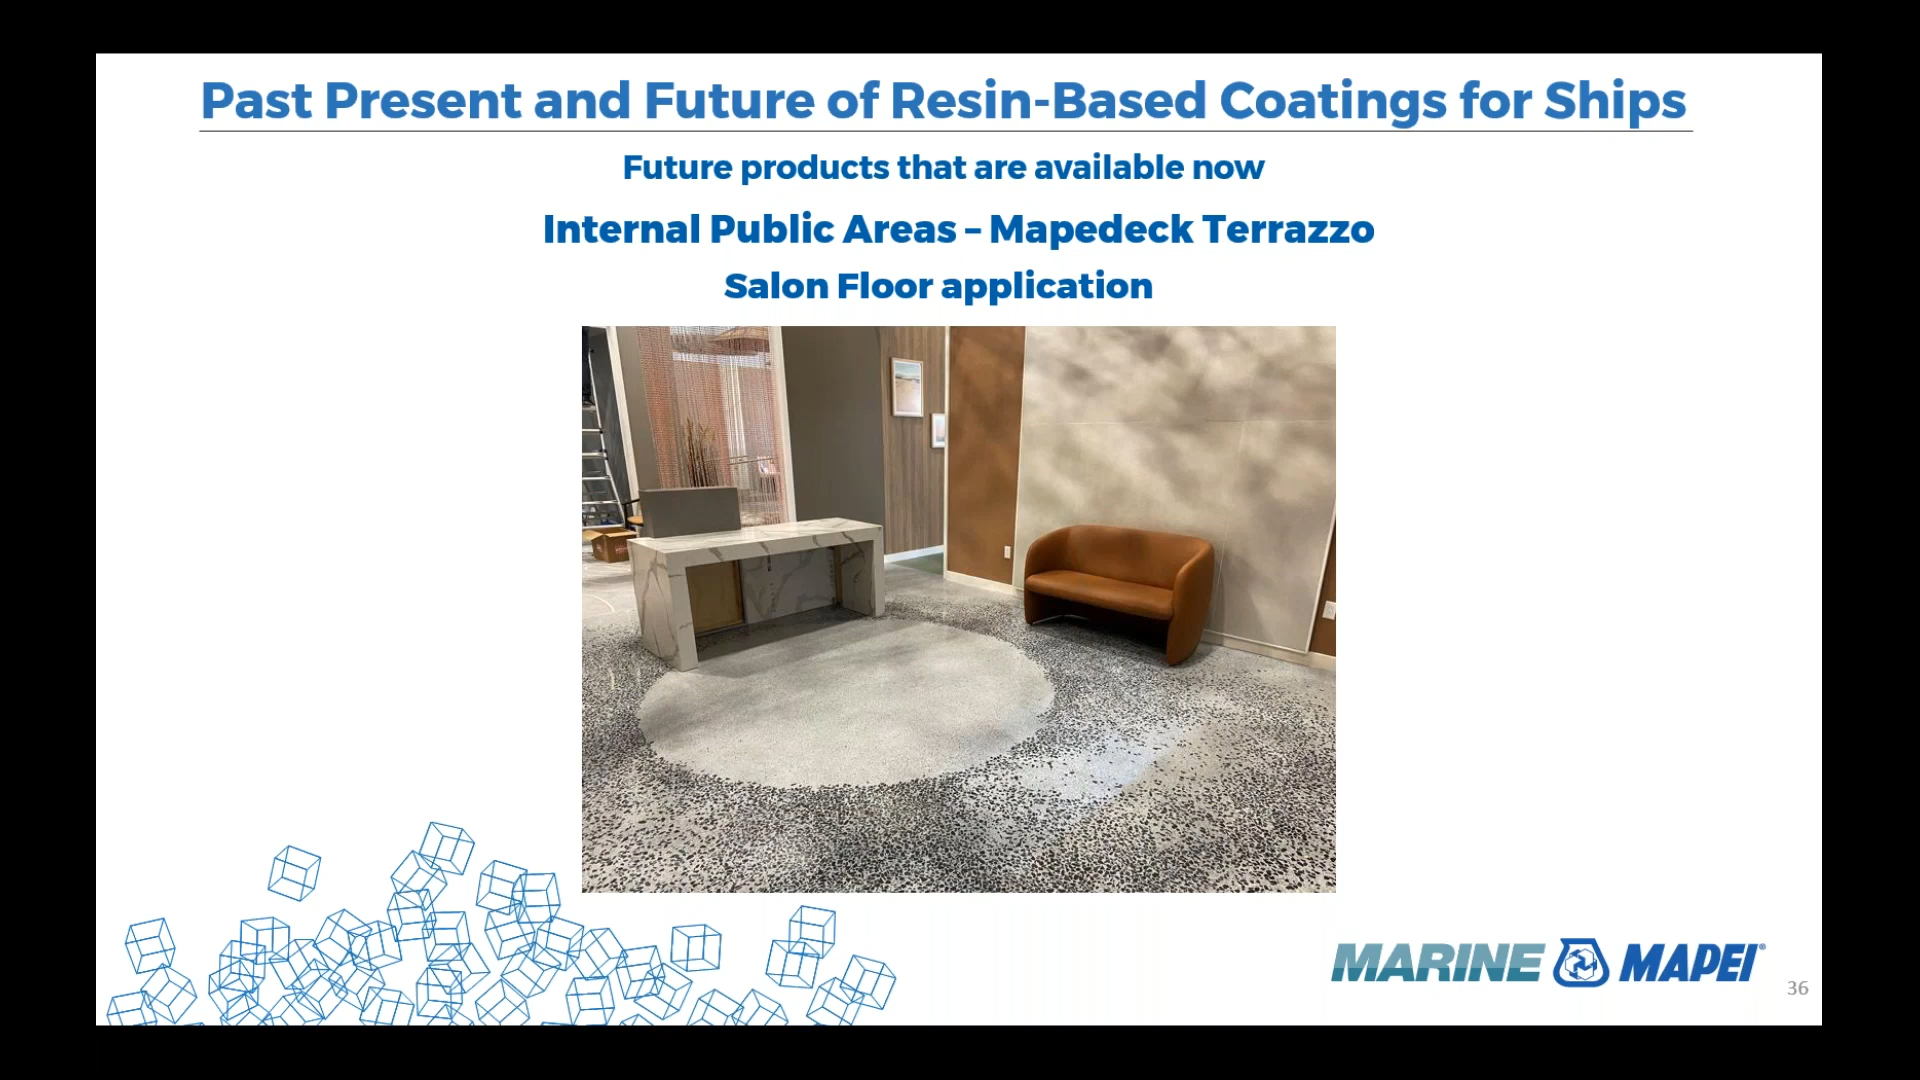 Past Present and Future of Resin-Based Coatings for Ships
Future products that are available now
Internal Public Areas – Mapedeck Terrazzo
Salon Floor application
MARINE MAPEI®
36